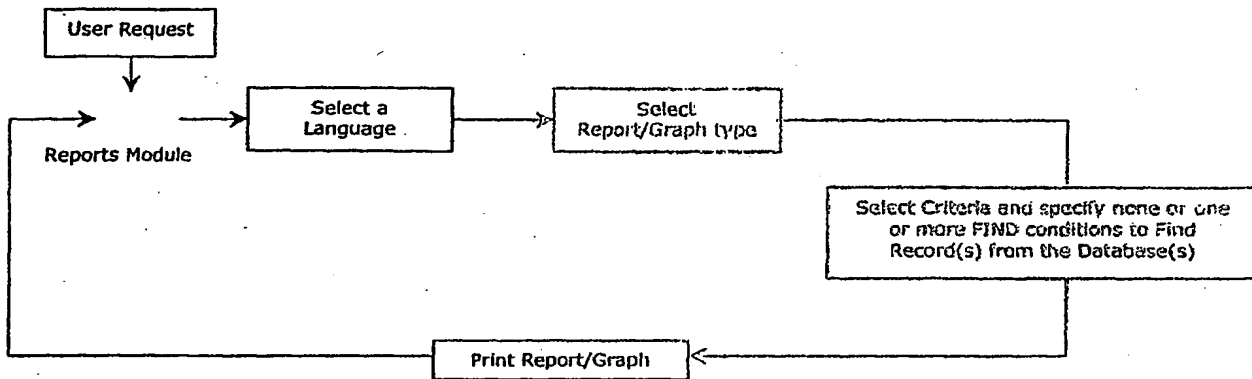 User Request
Select a
Language
Select
Report/Graph type
Reports Module
Select Criteria and specify none or one
or more FIND conditions to Find
Record(s) from the Database(s)
Print Report/Graph